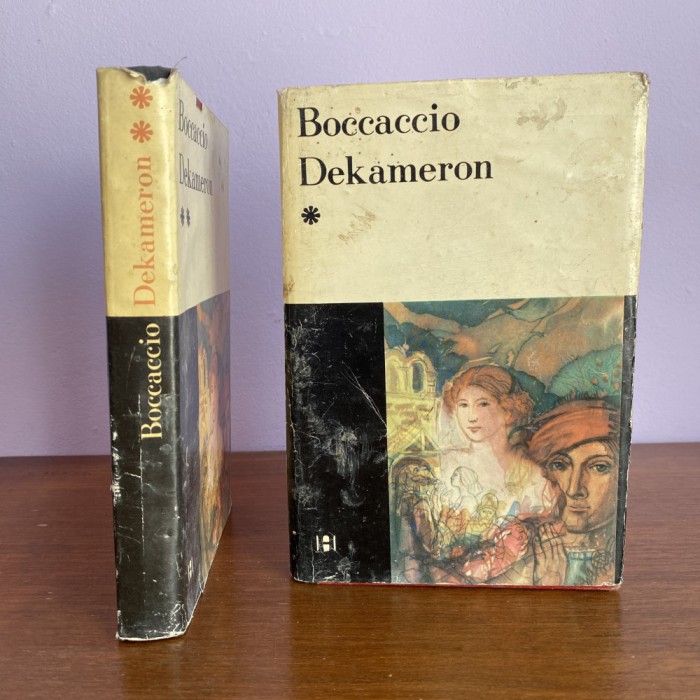 Boccaccio Dekameron **
Boccaccio
Dekameron
**
Boccaccio
Dekameron
*
H